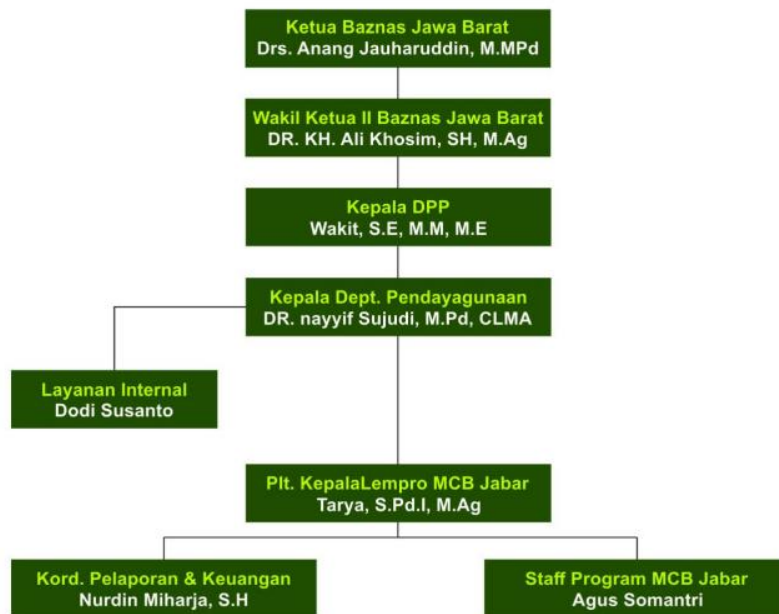 Ketua Baznas Jawa Barat
Drs. Anang Jauharuddin, M.MPd
Wakil Ketua II Baznas Jawa Barat
DR. KH. Ali Khosim, SH, M.Ag
Kepala DPP
Wakit, S.E, M.M, M.E
Kepala Dept. Pendayagunaan
DR. nayyif Sujudi, M.Pd, CLMA
Layanan Internal
Dodi Susanto
Plt. KepalaLempro MCB Jabar
Tarya, S.Pd.I, M.Ag
Kord. Pelaporan & Keuangan
Nurdin Miharja, S.H
Staff Program MCB Jabar
Agus Somantri